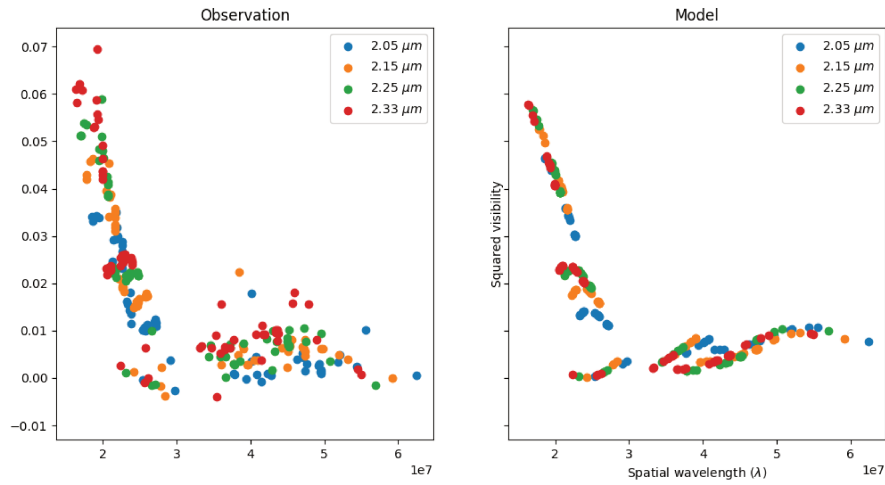 Observation
0.07
0.06
0.05
0.04
0.03
0.02
0.01
0.00
−0.01
2
3
4
5
6
1e7
2.05 μm
2.15 μm
2.25 μm
2.33 μm
Model
Squared visibility
2
3
4
5
6
1e7
Spatial wavelength (λ)
2.05 μm
2.15 μm
2.25 μm
2.33 μm